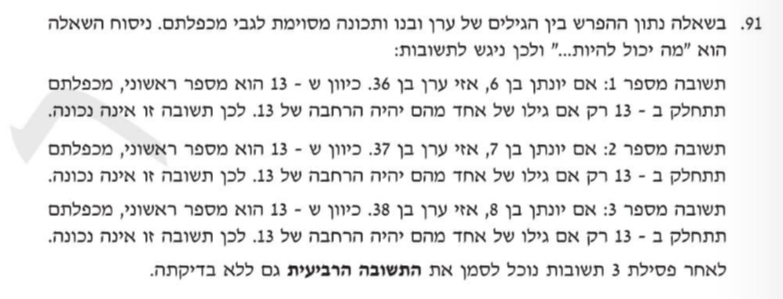 91. בשאלה נתון ההפרש בין הגילים של ערן ובנו ותכונה מסוימת לגבי מכפלתם. ניסוח השאלה
הוא "מה יכול להיות..." ולכן ניגש לתשובות:
תשובה מספר 1: אם יונתן בן 6, אזי ערן בן 36. כיוון ש - 13 הוא מספר ראשוני, מכפלתם
תתחלק ב - 13 רק אם גילו של אחד מהם יהיה הרחבה של 13. לכן תשובה זו אינה נכונה.
תשובה מספר 2: אם יונתן בן 7, אזי ערן בן 37. כיוון ש - 13 הוא מספר ראשוני, מכפלתם
תתחלק ב - 13 רק אם גילו של אחד מהם יהיה הרחבה של 13. לכן תשובה זו אינה נכונה.
תשובה מספר 3: אם יונתן בן 8, אזי ערן בן 38. כיוון ש - 13 הוא מספר ראשוני, מכפלתם
תתחלק ב - 13 רק אם גילו של אחד מהם יהיה הרחבה של 13. לכן תשובה זו אינה נכונה.
לאחר פסילת 3 תשובות נוכל לסמן את התשובה הרביעית גם ללא בדיקתה.